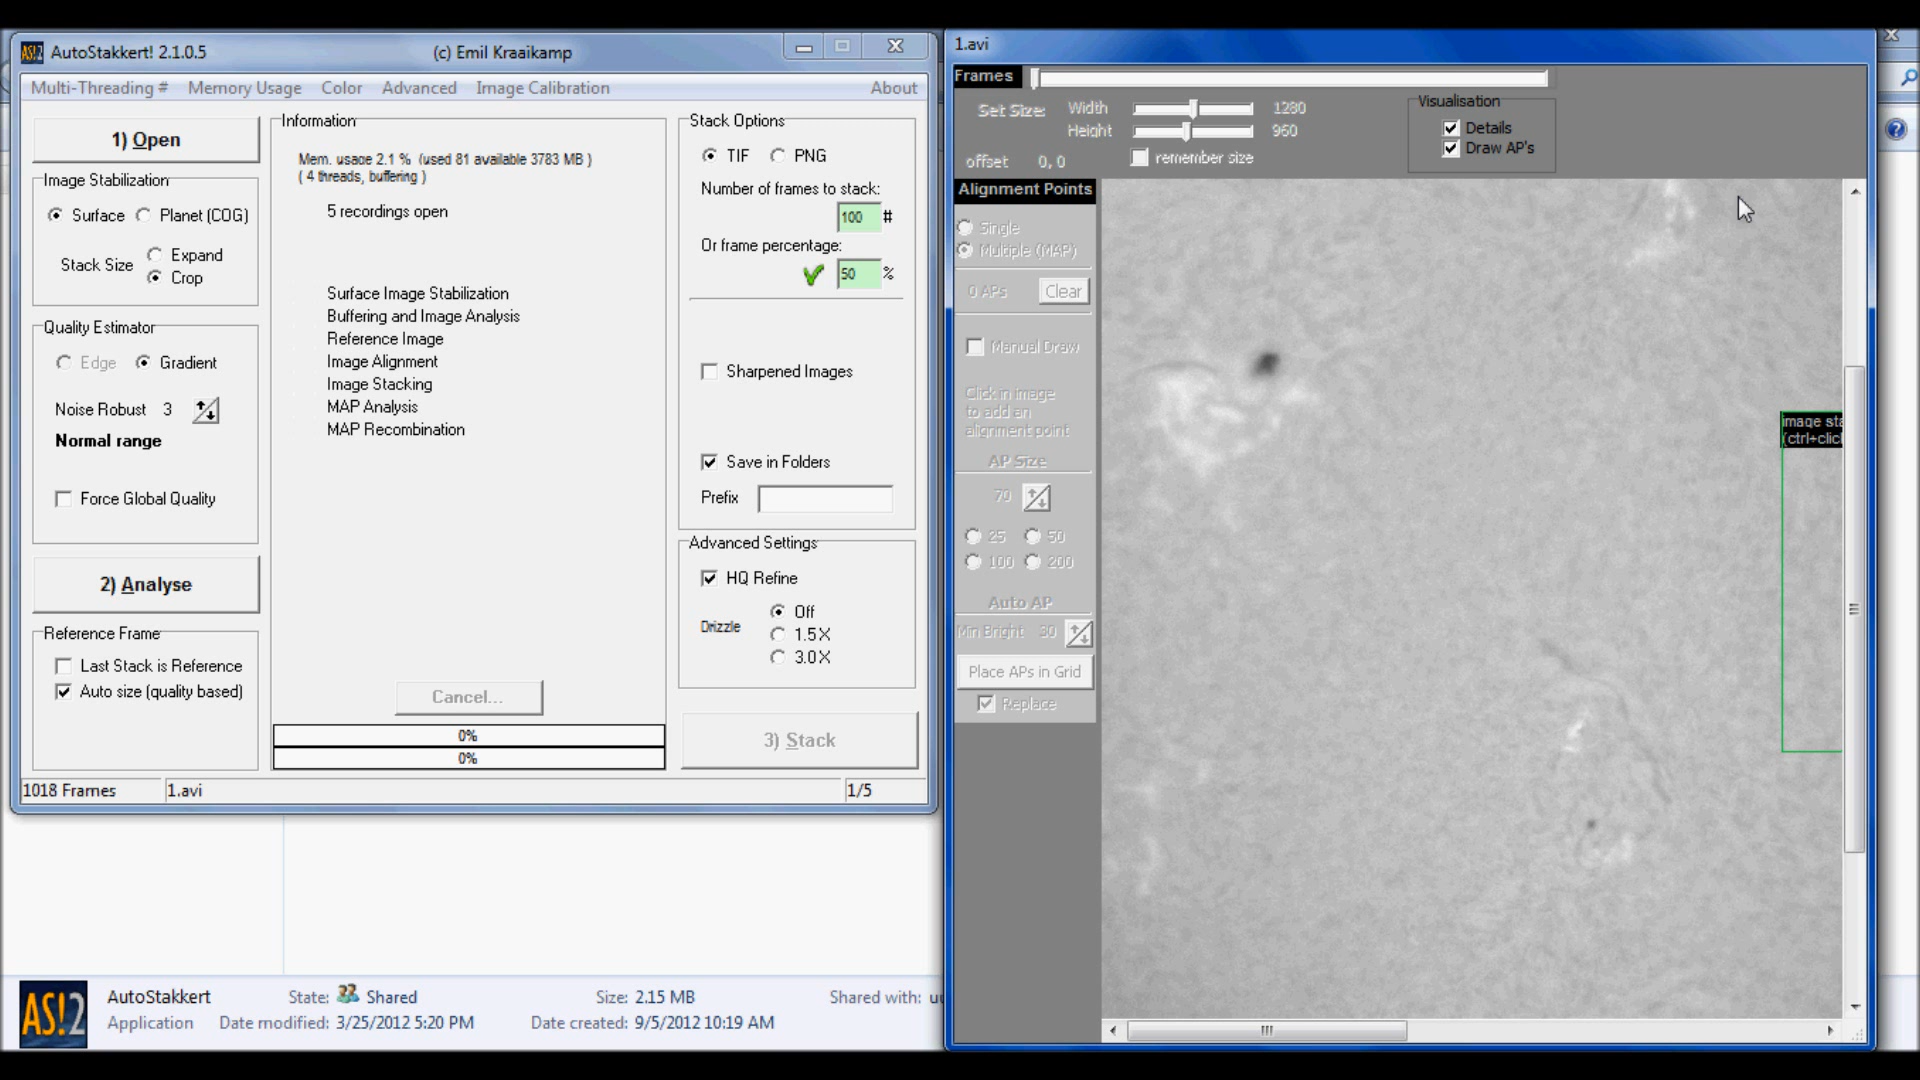 AS!2 AutoStakkert! 2.1.0.5 (c) Emil Kraaikamp
Multi-Threading # Memory Usage Color Advanced Image Calibration About
1) Open
Image Stabilization
Surface Planet (COG)
Stack Size Expand
Crop
Quality Estimator
Edge Gradient
Noise Robust 3
Normal range
Force Global Quality
2) Analyse
Reference Frame
Last Stack is Reference
Auto size (quality based)
Information
Mem. usage 2.1 % (used 81 available 3783 MB )
( 4 threads, buffering )
5 recordings open
Surface Image Stabilization
Buffering and Image Analysis
Reference Image
Image Alignment
Image Stacking
MAP Analysis
MAP Recombination
Cancel...
0%
0%
Stack Options
TIF PNG
Number of frames to stack:
100 #
Or frame percentage:
50 %
Sharpened Images
Save in Folders
Prefix
Advanced Settings
HQ Refine
Drizzle Off
1.5X
3.0X
3) Stack
1018 Frames 1.avi 1/5
1.avi
Frames
Set Size: Width 1280
Height 960
offset 0, 0 remember size
Visualisation
Details
Draw AP's
Alignment Points
Single
Multiple (MAP)
0 APs Clear
Manual Draw
Click in image
to add an
alignment point
AP Size
70
25 50
100 200
Auto AP
Min Bright 30
Place APs in Grid
Replace
image sta
(ctrl+clic
AS!2
AutoStakkert State: Shared Size: 2.15 MB Shared with:
Application Date modified: 3/25/2012 5:20 PM Date created: 9/5/2012 10:19 AM